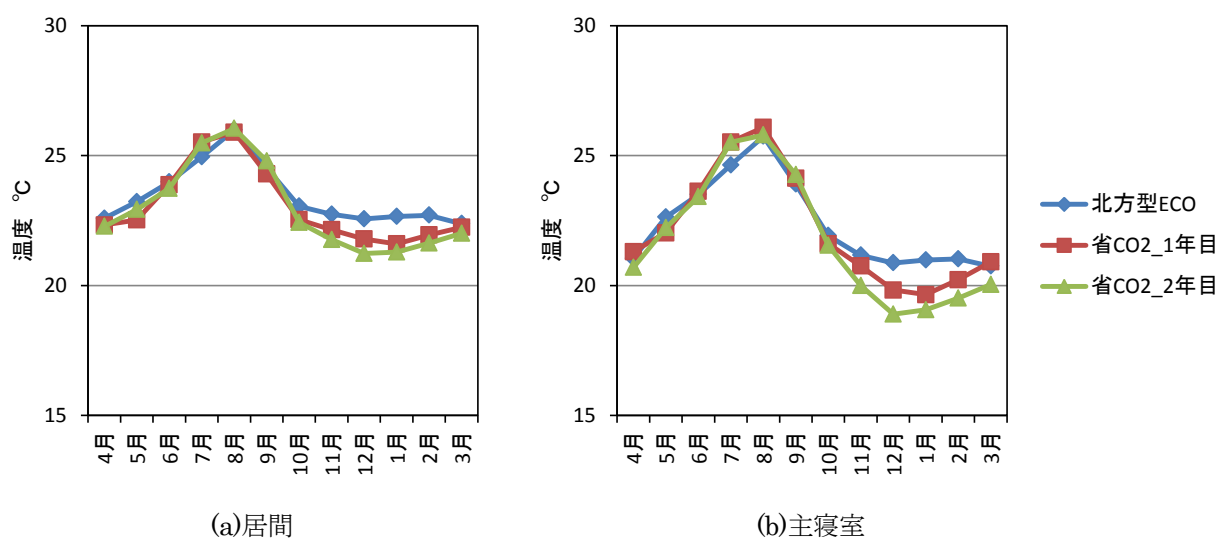 30
25
20
15
温度 ℃
4月
5月
6月
7月
8月
9月
10月
11月
12月
1月
2月
3月
(a)居間
30
25
20
15
温度 ℃
4月
5月
6月
7月
8月
9月
10月
11月
12月
1月
2月
3月
(b)主寝室
北方型ECO
省CO2_1年目
省CO2_2年目